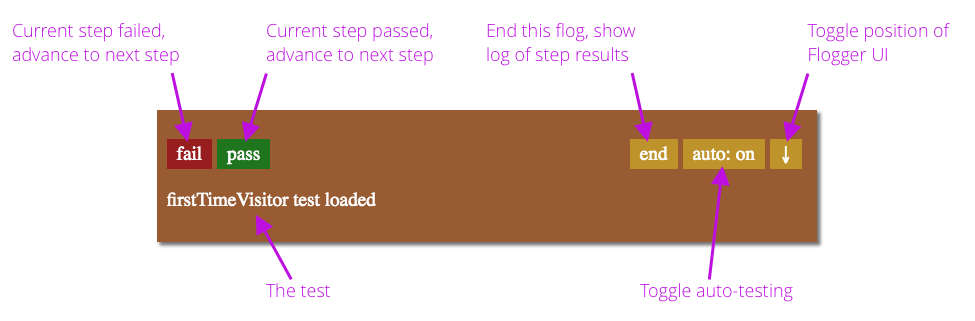 Current step failed,
advance to next step
Current step passed,
advance to next step
End this flog, show
log of step results
Toggle position of
Flogger UI
fail
pass
end
auto: on
↓
firstTimeVisitor test loaded
The test
Toggle auto-testing